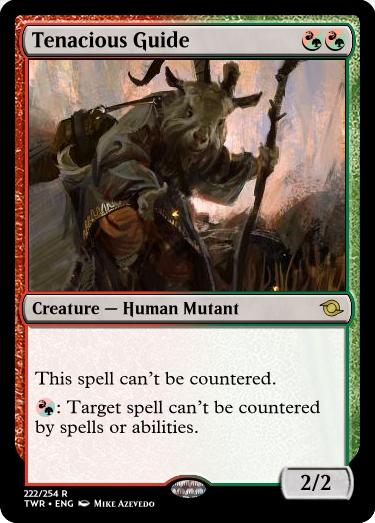 Tenacious Guide
Creature — Human Mutant
This spell can't be countered.
: Target spell can't be countered
by spells or abilities.
2/2
222/254 R
TWR • ENG Mike Azevedo